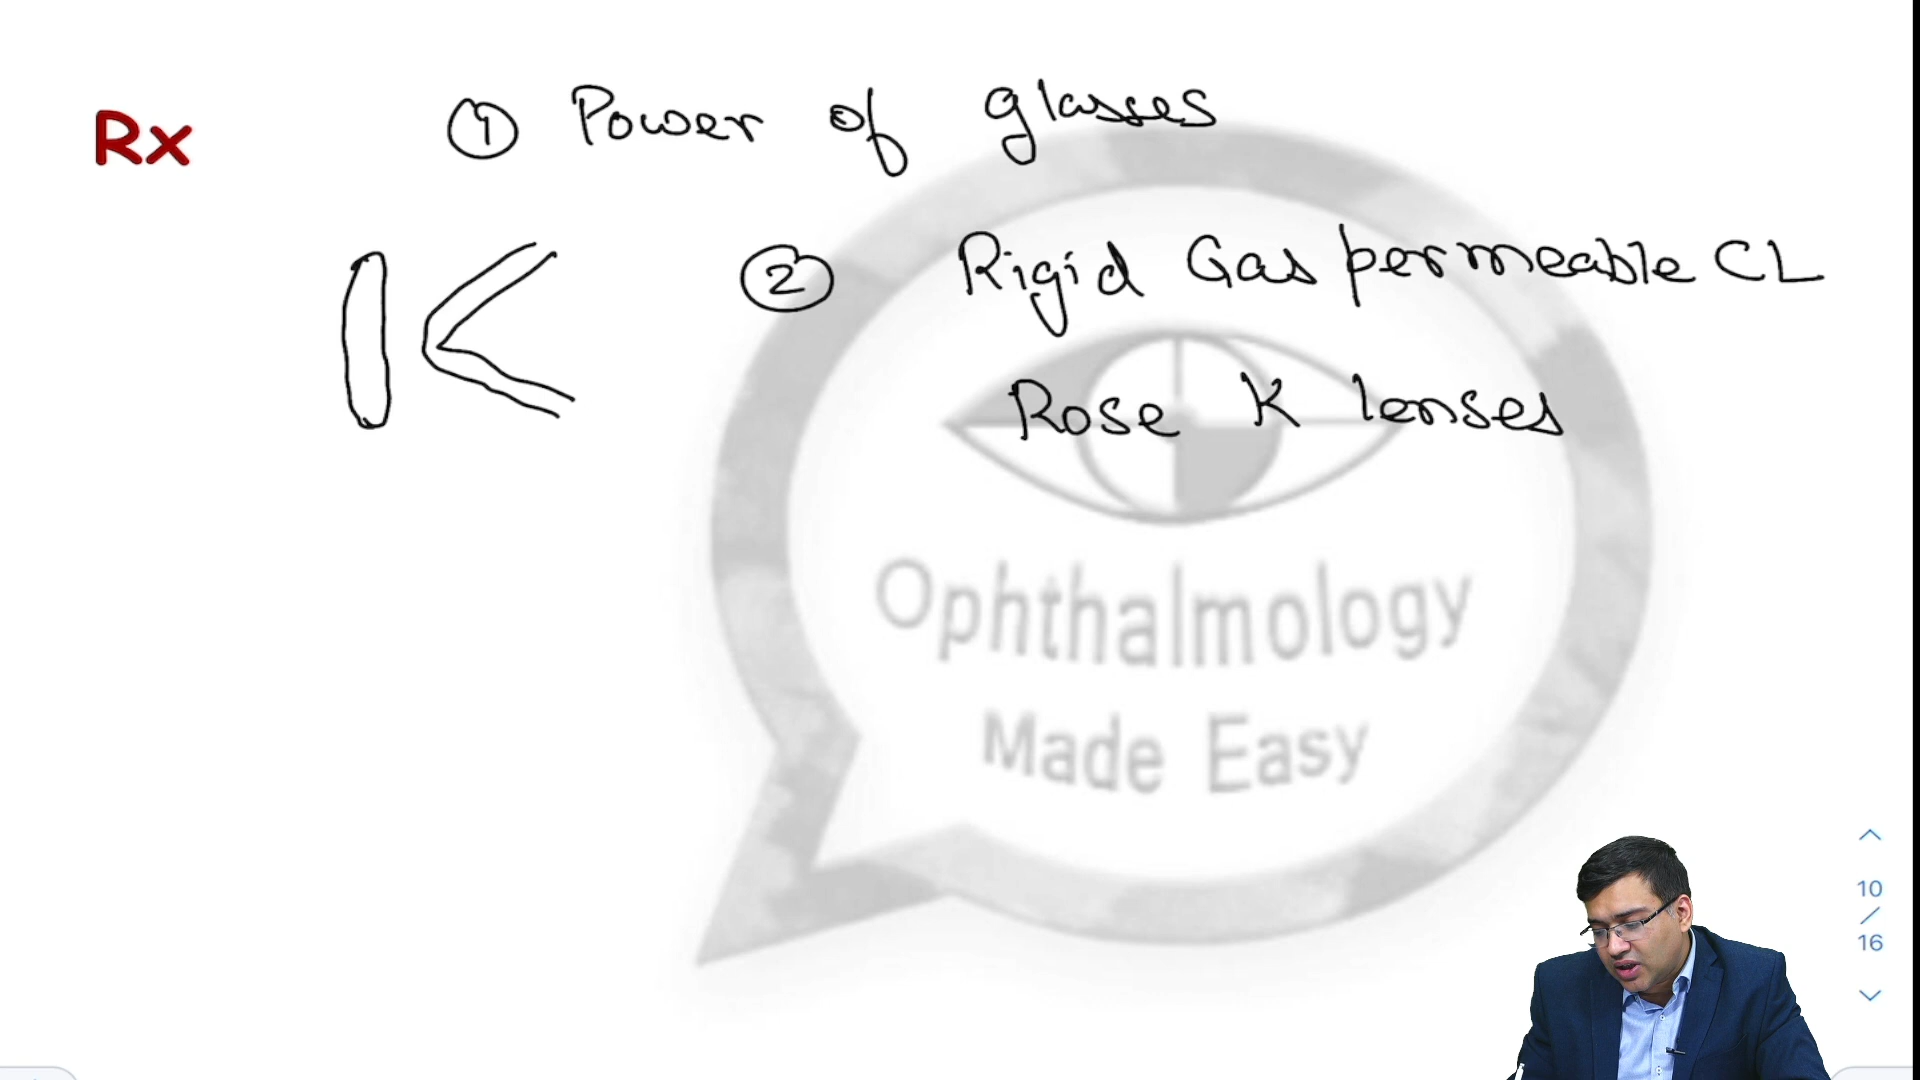 Rx
① Power of glasses
② Rigid Gas permeable CL
Rose K lenses
Ophthalmology
Made Easy
10
/
16